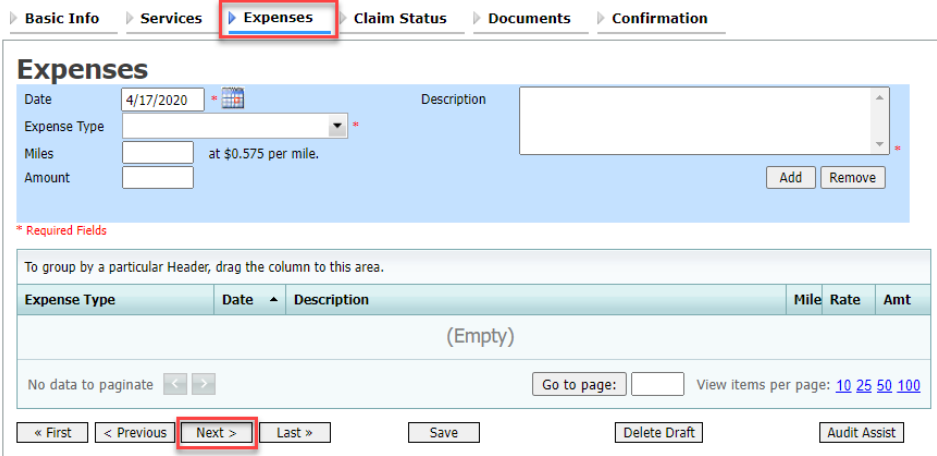 Basic Info Services Expenses Claim Status Documents Confirmation
Expenses
Date 4/17/2020 * Description
Expense Type *
Miles at $0.575 per mile. *
Amount Add Remove
* Required Fields
To group by a particular Header, drag the column to this area.
Expense Type Date Description Mile Rate Amt
(Empty)
No data to paginate < > Go to page: View items per page: 10 25 50 100
« First < Previous Next > Last » Save Delete Draft Audit Assist